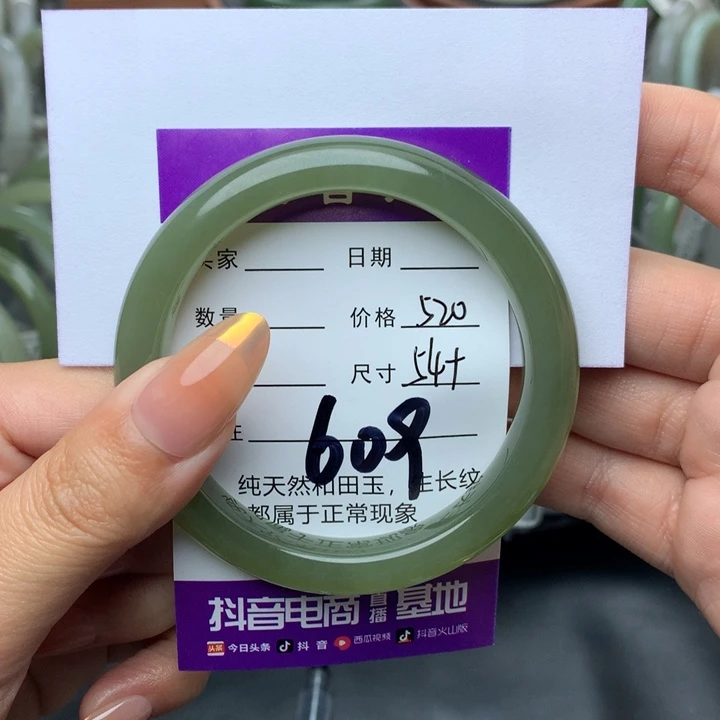 家 日期
数量 价格 520
尺寸 54+
609
纯天然和田玉，生长纹
都属于正常现象
抖音电商直播基地
今日头条 抖音 西瓜视频 抖音火山版